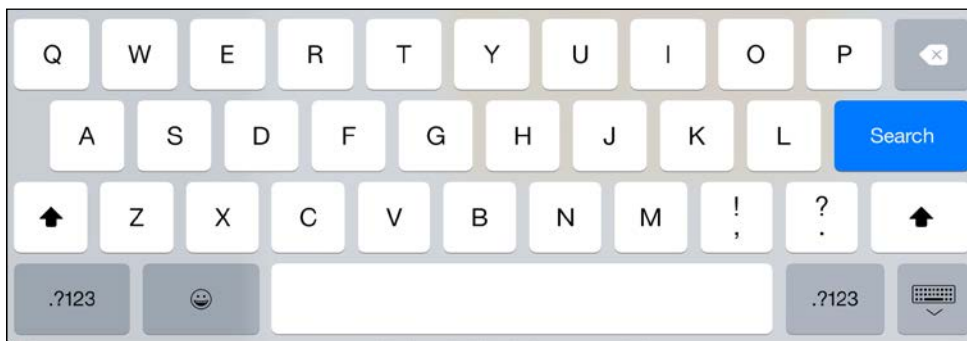 Q W E R T Y U I O P
A S D F G H J K L Search
Z X C V B N M ! , ? .
.?123 .?123